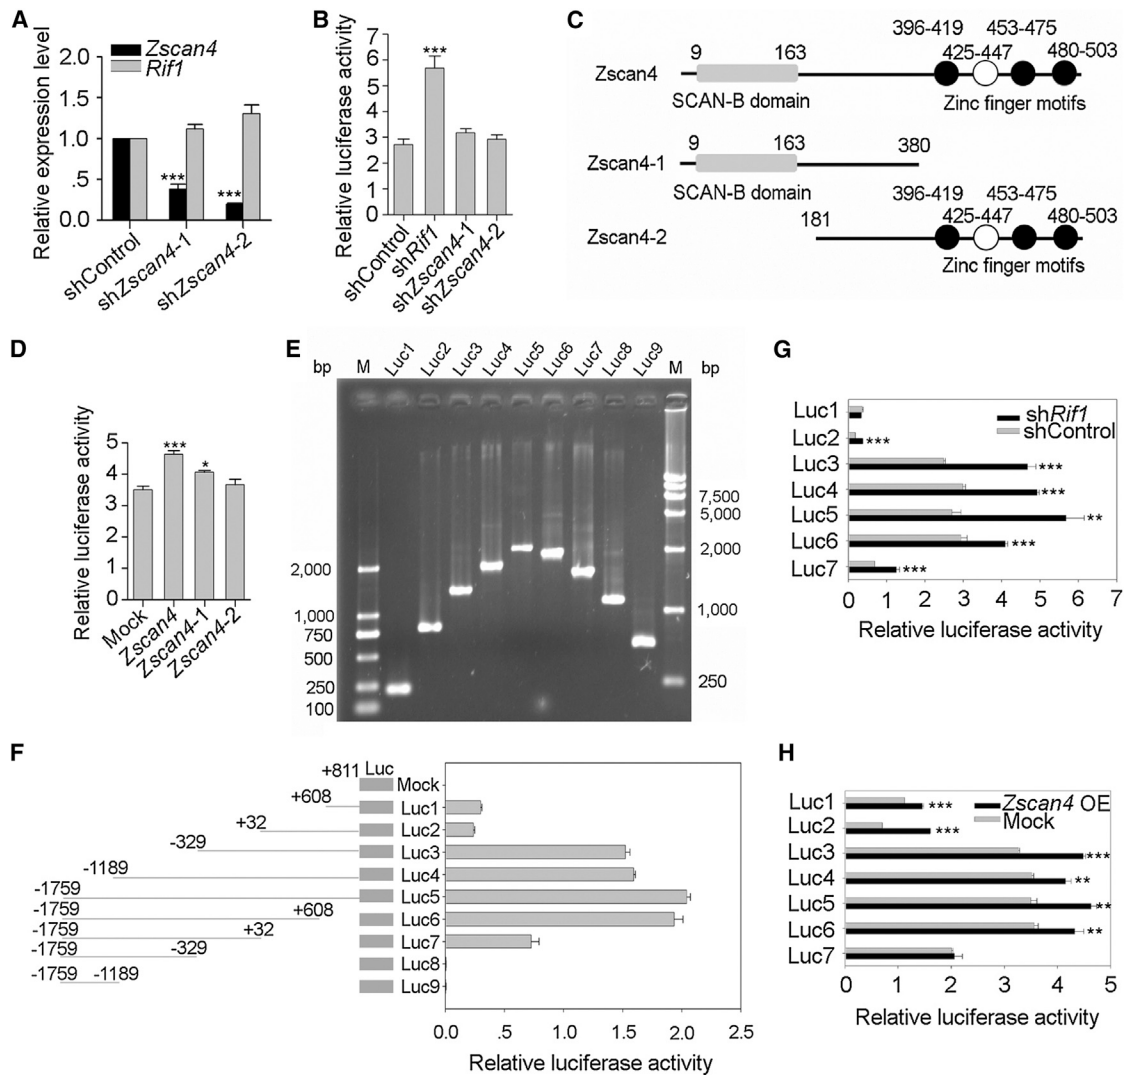 A
Relative expression level
2.0
1.5
1.0
.5
0.0
Zscan4
Rif1
***
***
shControl
shZscan4-1
shZscan4-2
B
Relative luciferase activity
7
6
5
4
3
2
1
0
***
shControl
shRif1
shZscan4-1
shZscan4-2
C
Zscan4
9
163
SCAN-B domain
396-419
453-475
425-447
480-503
Zinc finger motifs
Zscan4-1
9
163
380
SCAN-B domain
Zscan4-2
181
396-419
453-475
425-447
480-503
Zinc finger motifs
D
Relative luciferase activity
5
4
3
2
1
0
***
*
Mock
Zscan4
Zscan4-1
Zscan4-2
E
bp
M
Luc1
Luc2
Luc3
Luc4
Luc5
Luc6
Luc7
Luc8
Luc9
M
bp
2,000
1,000
750
500
250
100
7,500
5,000
2,000
1,000
250
F
+811
Luc
Mock
+608
Luc1
+32
Luc2
-329
Luc3
-1189
Luc4
-1759
Luc5
-1759
+608
Luc6
-1759
+32
Luc7
-1759
-329
Luc8
-1759
-1189
Luc9
0.0
.5
1.0
1.5
2.0
2.5
Relative luciferase activity
G
shRif1
shControl
Luc1
Luc2
***
Luc3
***
Luc4
***
Luc5
**
Luc6
***
Luc7
***
0
1
2
3
4
5
6
7
Relative luciferase activity
H
Zscan4 OE
Mock
Luc1
***
Luc2
***
Luc3
***
Luc4
**
Luc5
**
Luc6
**
Luc7
0
1
2
3
4
5
Relative luciferase activity